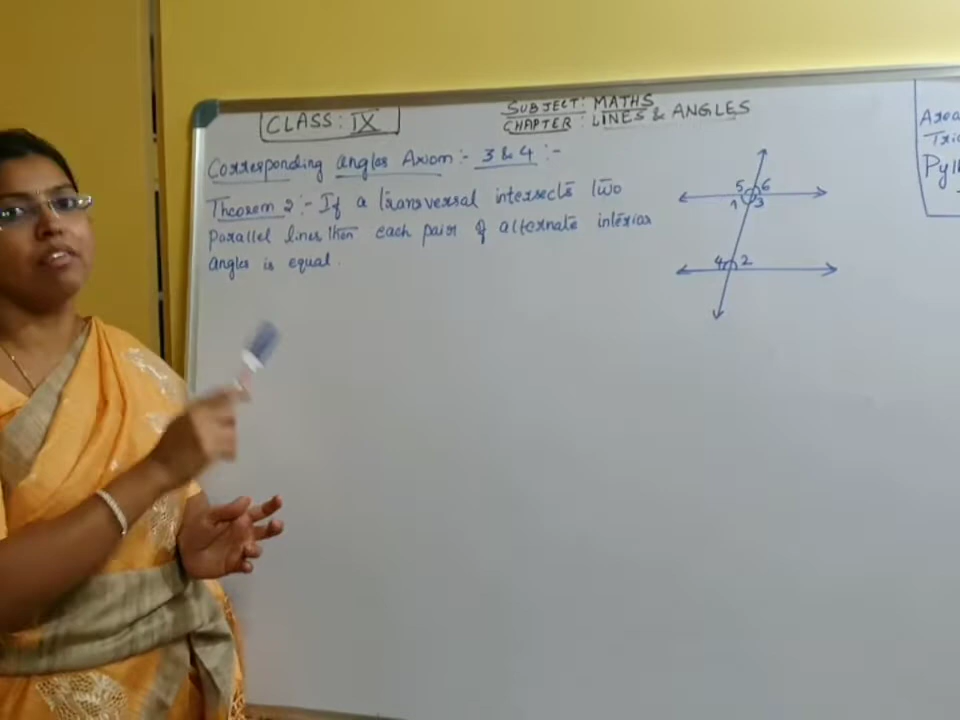 CLASS: IX
SUBJECT: MATHS
CHAPTER: LINES & ANGLES
Corresponding Angles Axiom :- 3 & 4 :-
Theorem 2:- If a transversal intersects two
parallel lines then each pair of alternate interior
angles is equal.
5 6
1 3
4 2